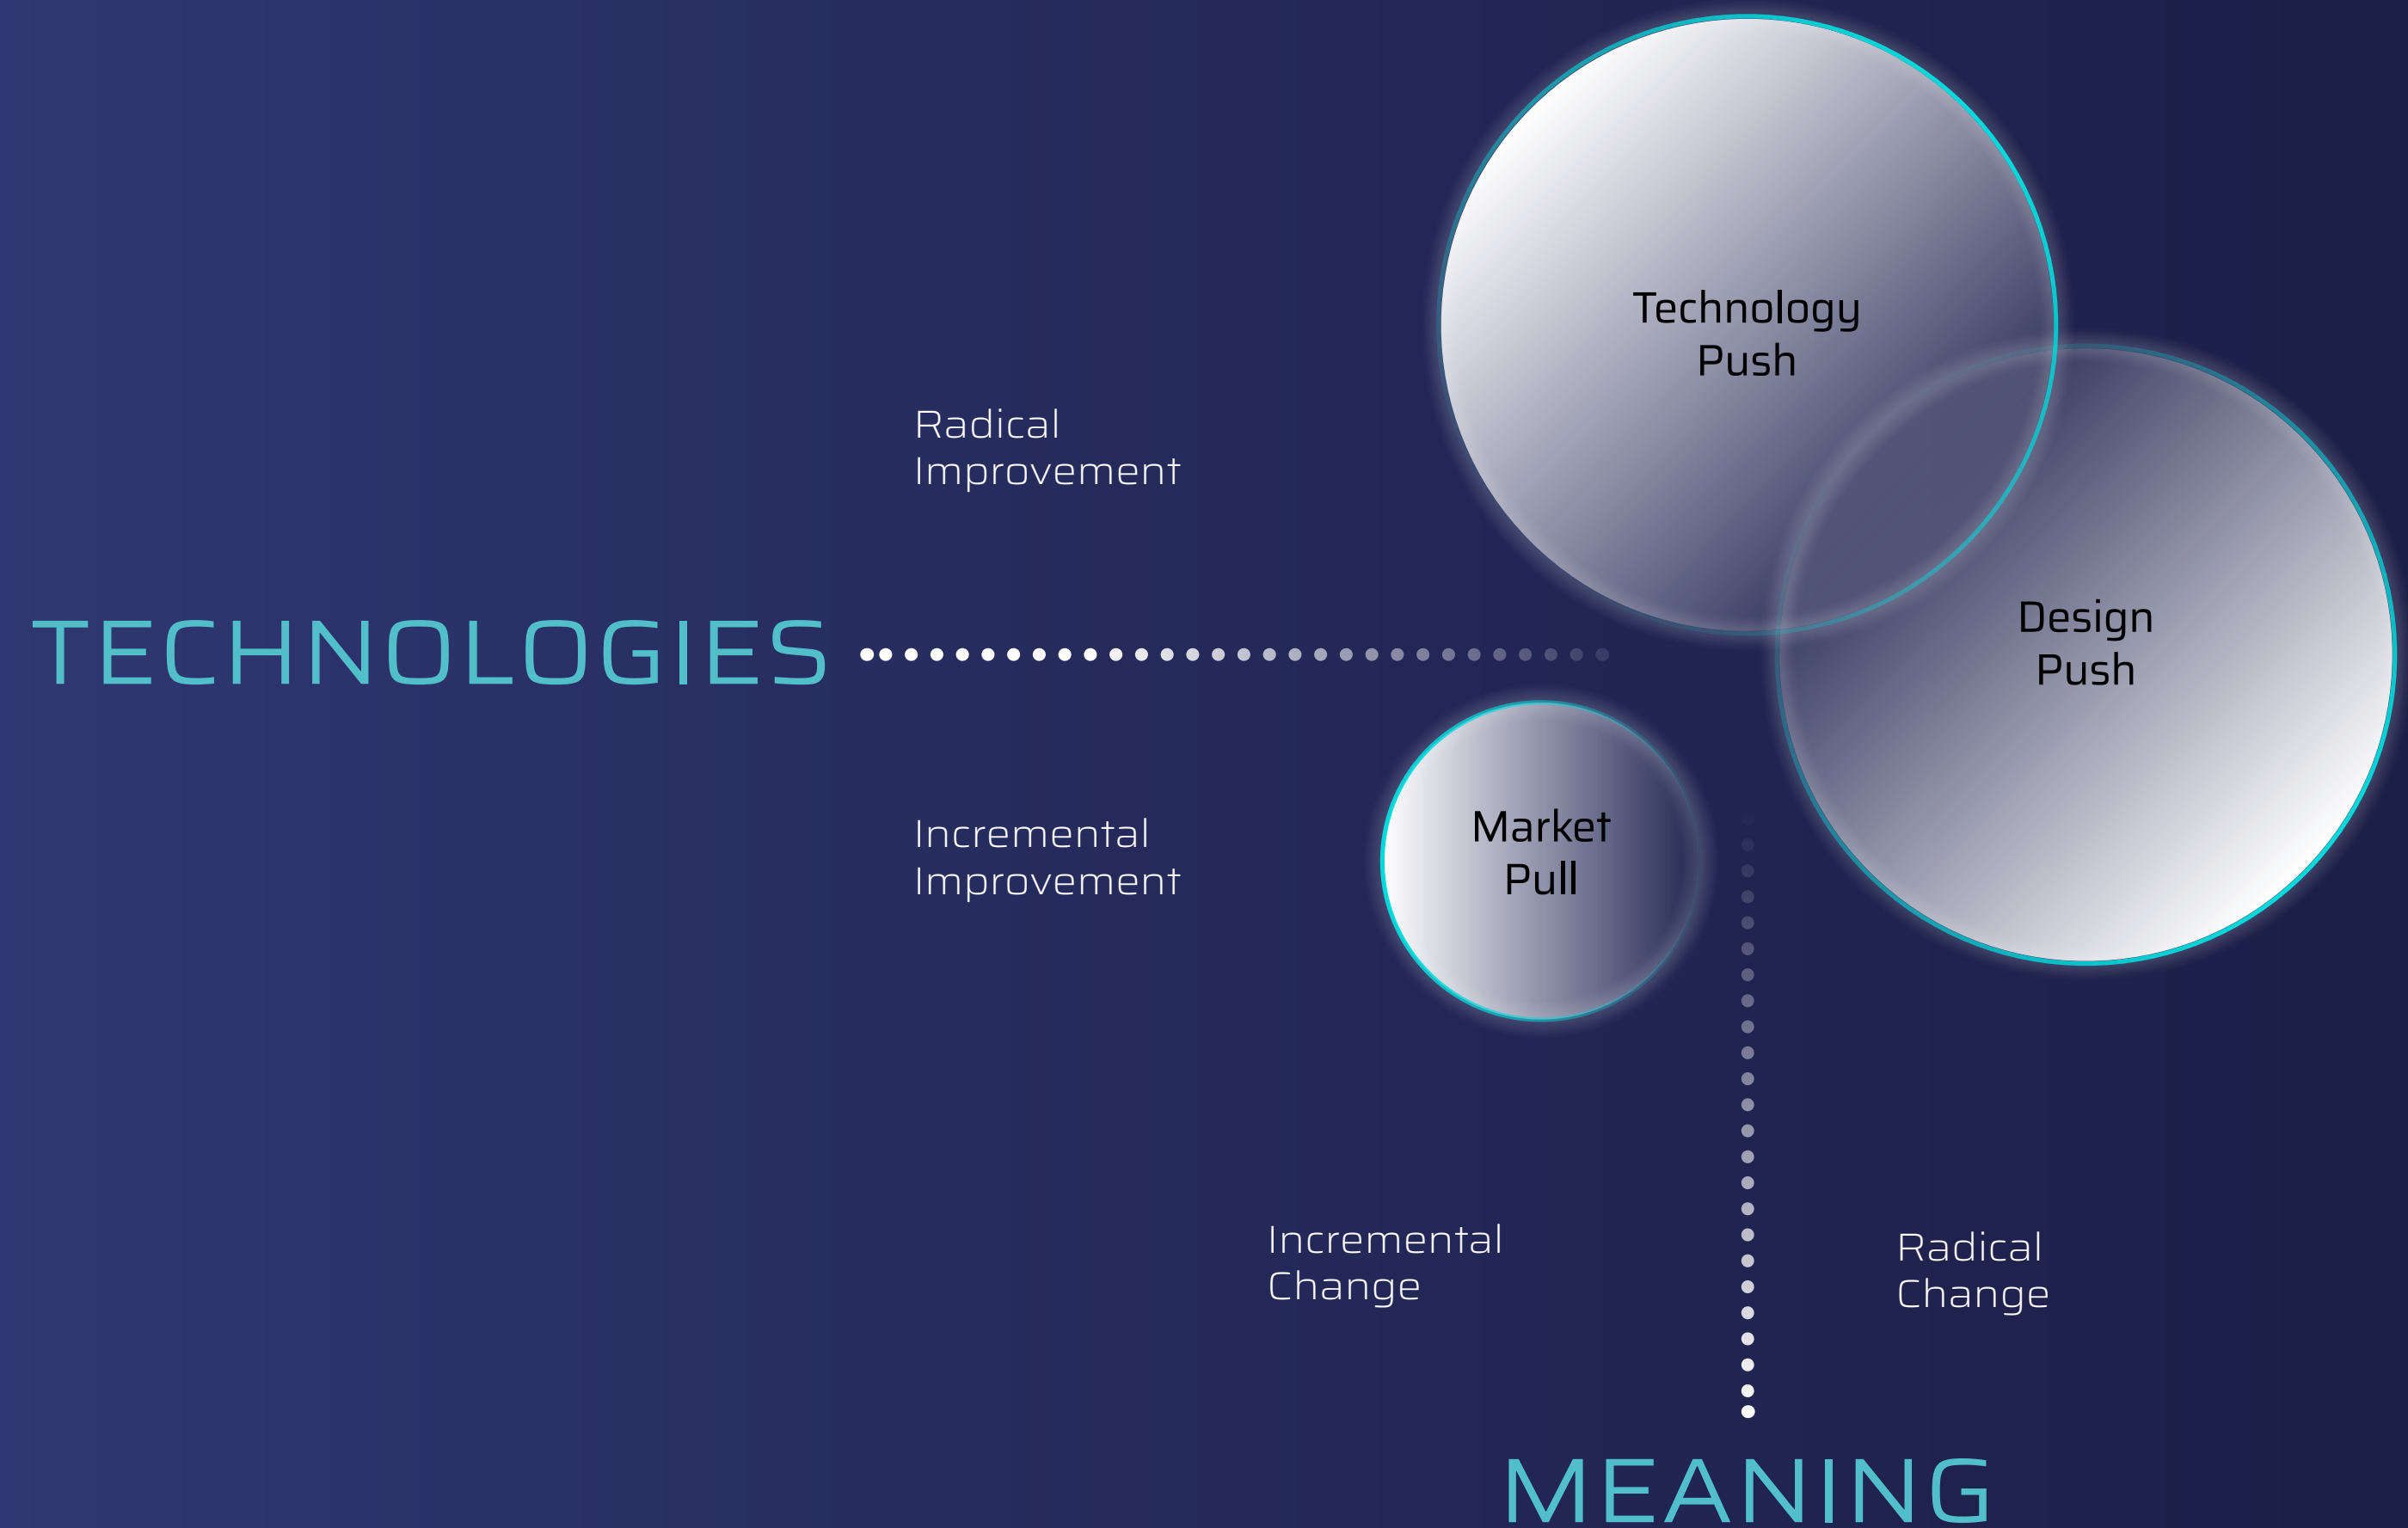 Technology
Push
Radical
Improvement
Design
Push
TECHNOLOGIES
Market
Pull
Incremental
Improvement
Incremental
Change
Radical
Change
MEANING